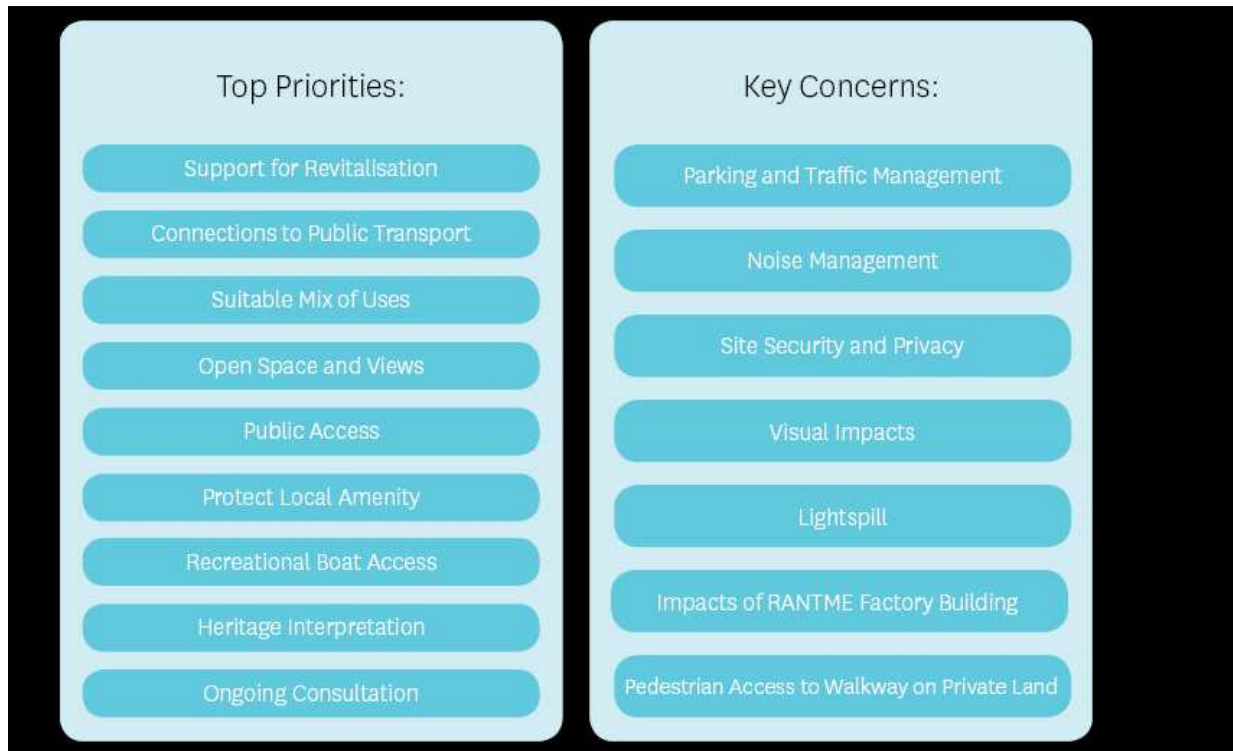 Top Priorities:
Support for Revitalisation
Connections to Public Transport
Suitable Mix of Uses
Open Space and Views
Public Access
Protect Local Amenity
Recreational Boat Access
Heritage Interpretation
Ongoing Consultation
Key Concerns:
Parking and Traffic Management
Noise Management
Site Security and Privacy
Visual Impacts
Lightspill
Impacts of RANTME Factory Building
Pedestrian Access to Walkway on Private Land